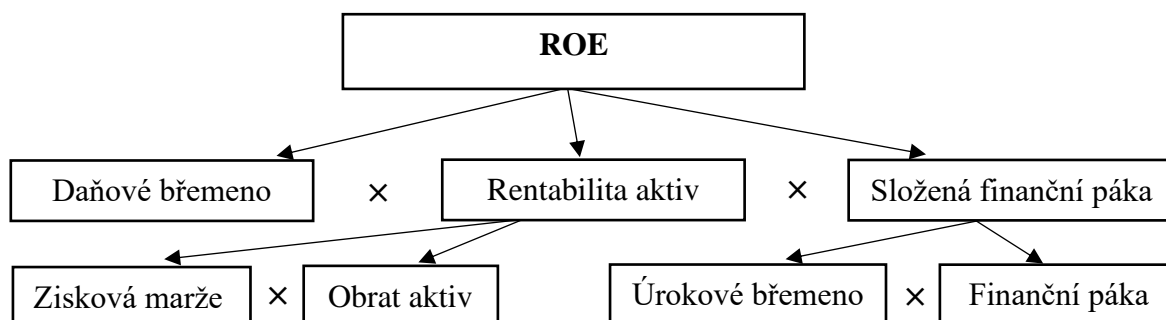 ROE
Daňové břemeno × Rentabilita aktiv × Složená finanční páka
Zisková marže × Obrat aktiv Úrokové břemeno × Finanční páka